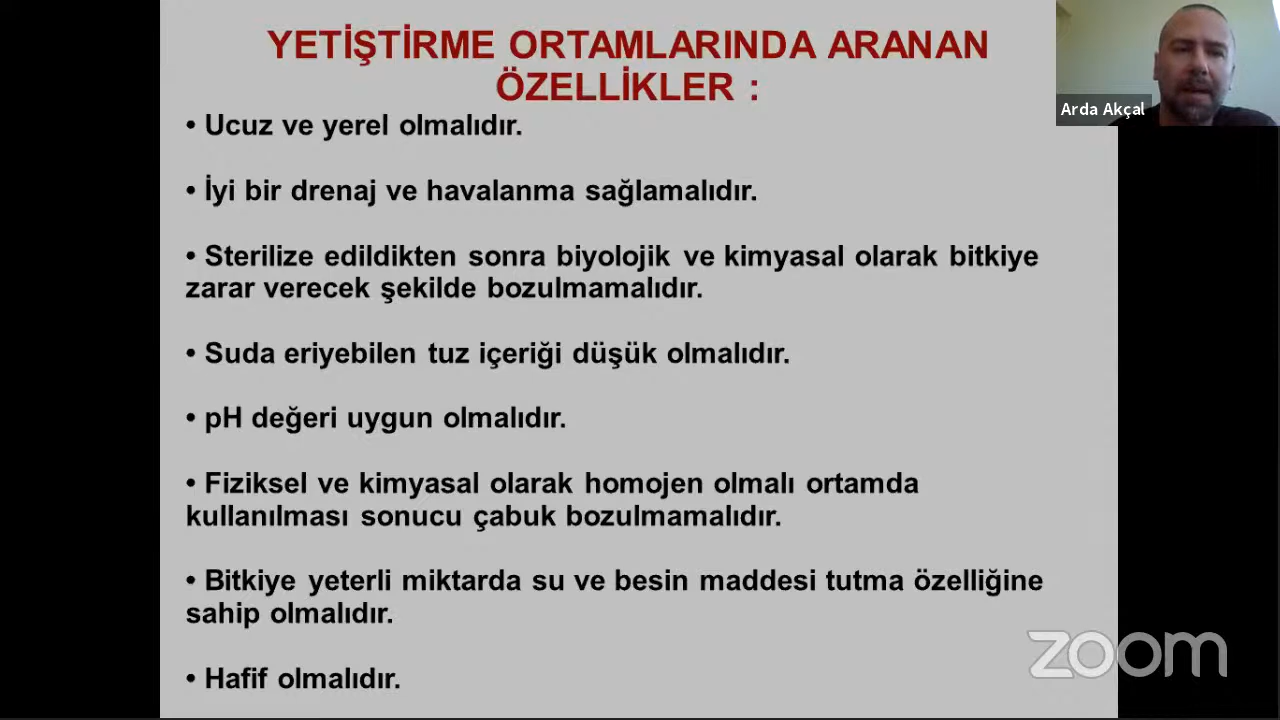 YETİŞTİRME ORTAMLARINDA ARANAN
ÖZELLİKLER :
• Ucuz ve yerel olmalıdır.
• İyi bir drenaj ve havalanma sağlamalıdır.
• Sterilize edildikten sonra biyolojik ve kimyasal olarak bitkiye
zarar verecek şekilde bozulmamalıdır.
• Suda eriyebilen tuz içeriği düşük olmalıdır.
• pH değeri uygun olmalıdır.
• Fiziksel ve kimyasal olarak homojen olmalı ortamda
kullanılması sonucu çabuk bozulmamalıdır.
• Bitkiye yeterli miktarda su ve besin maddesi tutma özelliğine
sahip olmalıdır.
• Hafif olmalıdır.
Arda Akçal
zoom